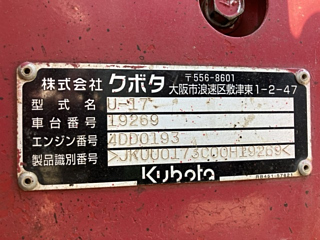 株式会社 クボタ
〒556-8601
大阪市浪速区敷津東1-2-47
型式名 U-17
車台番号 19269
エンジン番号 4DD0193
製品識別番号 >JKUU0173C00H19269<
Kubota